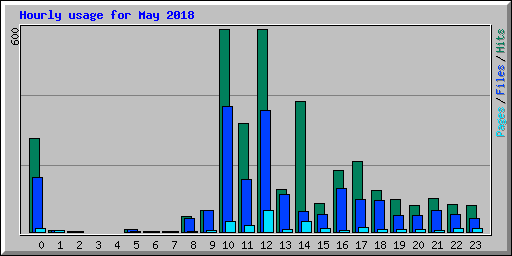 Hourly usage for May 2018
600
Pages / Files / Hits
0 1 2 3 4 5 6 7 8 9 10 11 12 13 14 15 16 17 18 19 20 21 22 23